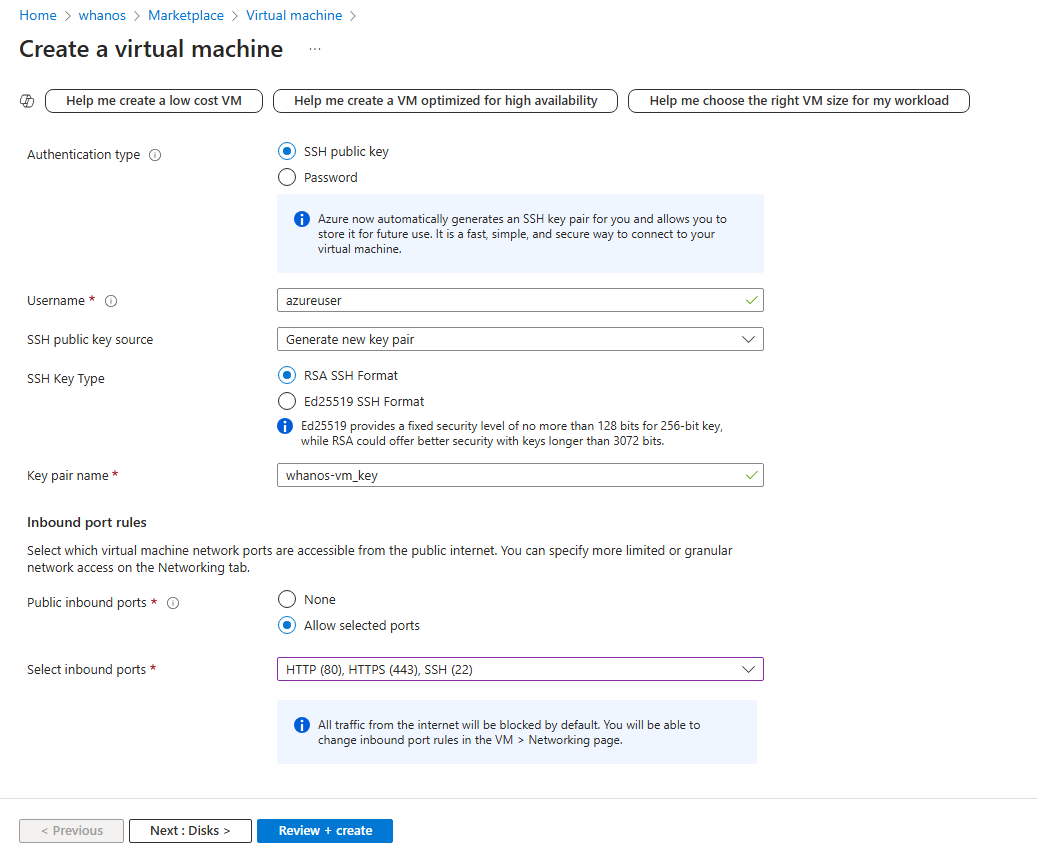 Home > whanos > Marketplace > Virtual machine >
Create a virtual machine ...
Help me create a low cost VM Help me create a VM optimized for high availability Help me choose the right VM size for my workload
Authentication type
SSH public key
Password
Azure now automatically generates an SSH key pair for you and allows you to
store it for future use. It is a fast, simple, and secure way to connect to your
virtual machine.
Username *
azureuser
SSH public key source
Generate new key pair
SSH Key Type
RSA SSH Format
Ed25519 SSH Format
Ed25519 provides a fixed security level of no more than 128 bits for 256-bit key,
while RSA could offer better security with keys longer than 3072 bits.
Key pair name *
whanos-vm_key
Inbound port rules
Select which virtual machine network ports are accessible from the public internet. You can specify more limited or granular
network access on the Networking tab.
Public inbound ports *
None
Allow selected ports
Select inbound ports *
HTTP (80), HTTPS (443), SSH (22)
All traffic from the internet will be blocked by default. You will be able to
change inbound port rules in the VM > Networking page.
< Previous Next : Disks > Review + create